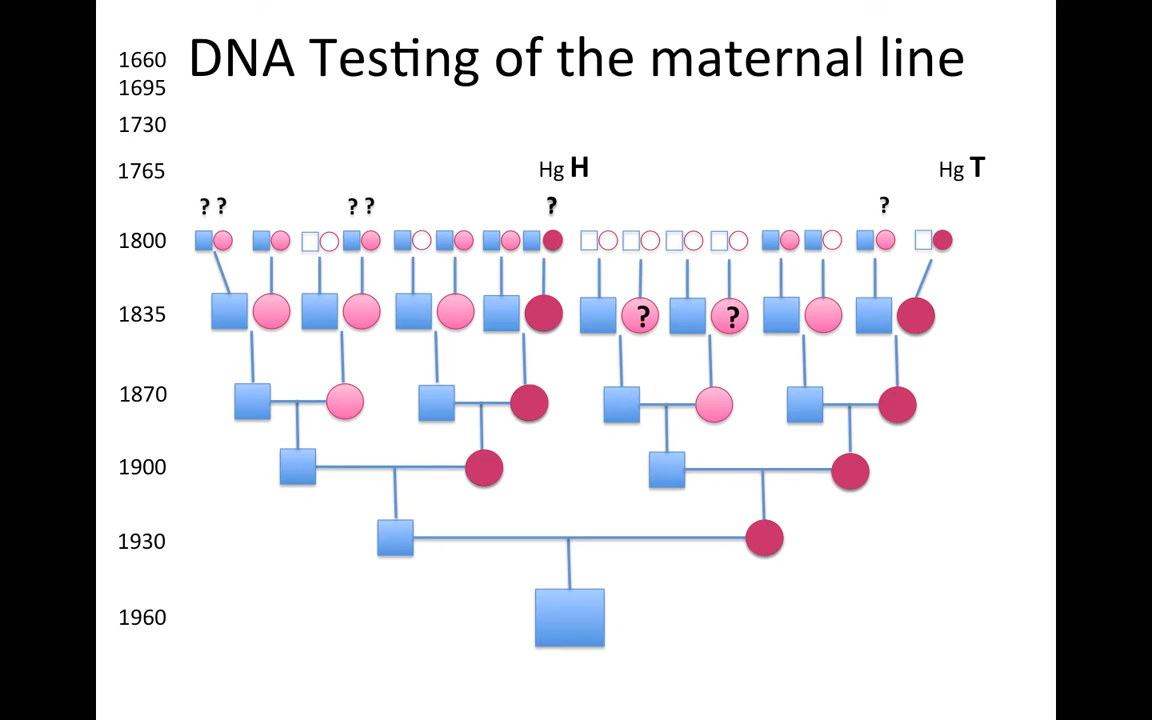 DNA Testing of the maternal line
1660
1695
1730
1765 Hg H Hg T
? ? ? ? ? ?
1800
1835 ? ?
1870
1900
1930
1960